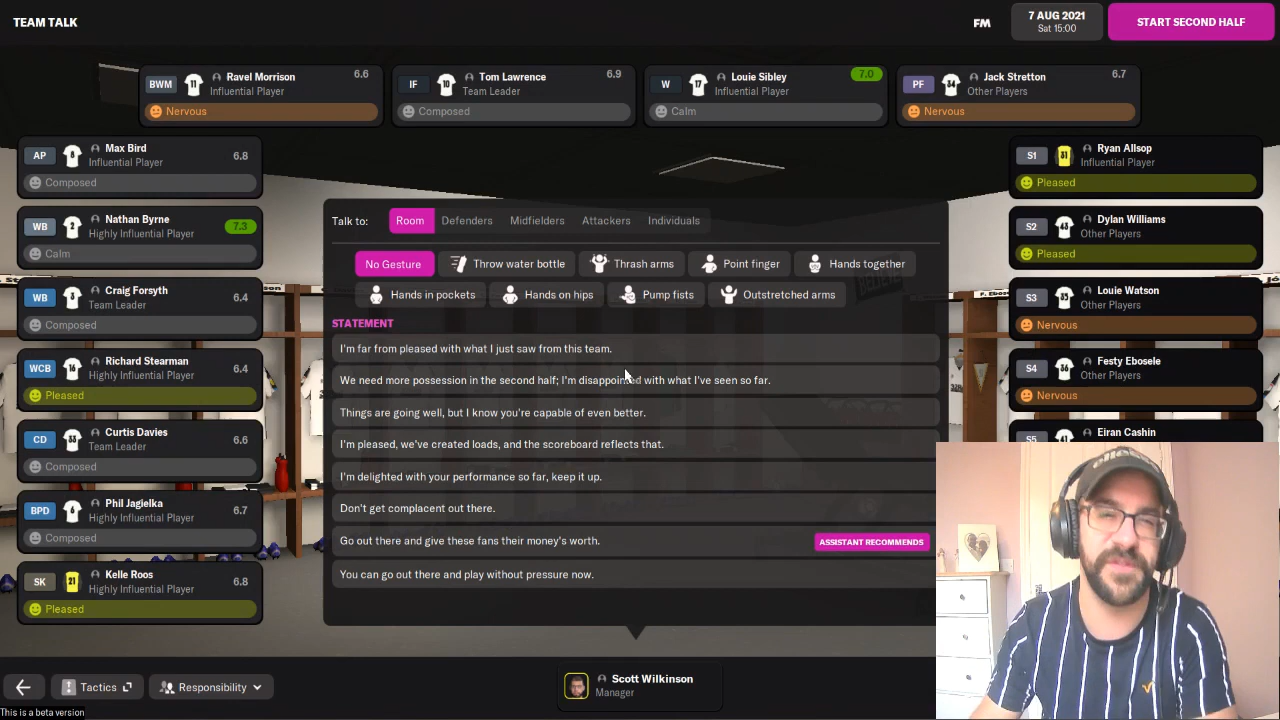 TEAM TALK
FM
7 AUG 2021
Sat 15:00
START SECOND HALF
BWM 11 Ravel Morrison 6.6
Influential Player
Nervous
IF 10 Tom Lawrence 6.9
Team Leader
Composed
W 17 Louie Sibley 7.0
Influential Player
Calm
PF Jack Stretton 6.7
Other Players
Nervous
AP 8 Max Bird 6.8
Influential Player
Composed
WB 2 Nathan Byrne 7.3
Highly Influential Player
Calm
WB 3 Craig Forsyth 6.4
Team Leader
Composed
WCB 16 Richard Stearman 6.4
Highly Influential Player
Pleased
CD 33 Curtis Davies 6.6
Team Leader
Composed
BPD 6 Phil Jagielka 6.7
Highly Influential Player
Composed
SK 21 Kelle Roos 6.8
Highly Influential Player
Pleased
Talk to: Room Defenders Midfielders Attackers Individuals
No Gesture Throw water bottle Thrash arms Point finger Hands together
Hands in pockets Hands on hips Pump fists Outstretched arms
STATEMENT
I'm far from pleased with what I just saw from this team.
We need more possession in the second half; I'm disappointed with what I've seen so far.
Things are going well, but I know you're capable of even better.
I'm pleased, we've created loads, and the scoreboard reflects that.
I'm delighted with your performance so far, keep it up.
Don't get complacent out there.
Go out there and give these fans their money's worth.
ASSISTANT RECOMMENDS
You can go out there and play without pressure now.
S1 31 Ryan Allsop
Influential Player
Pleased
S2 43 Dylan Williams
Other Players
Pleased
S3 Louie Watson
Other Players
Nervous
S4 36 Festy Ebosele
Other Players
Nervous
S5 Eiran Cashin
Tactics
Responsibility
Scott Wilkinson
Manager
This is a beta version